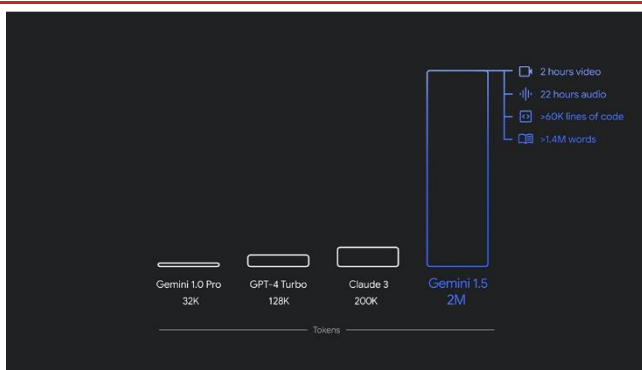 2 hours video
22 hours audio
>60K lines of code
>1.4M words
Gemini 1.0 Pro
32K
GPT-4 Turbo
128K
Claude 3
200K
Gemini 1.5
2M
Tokens